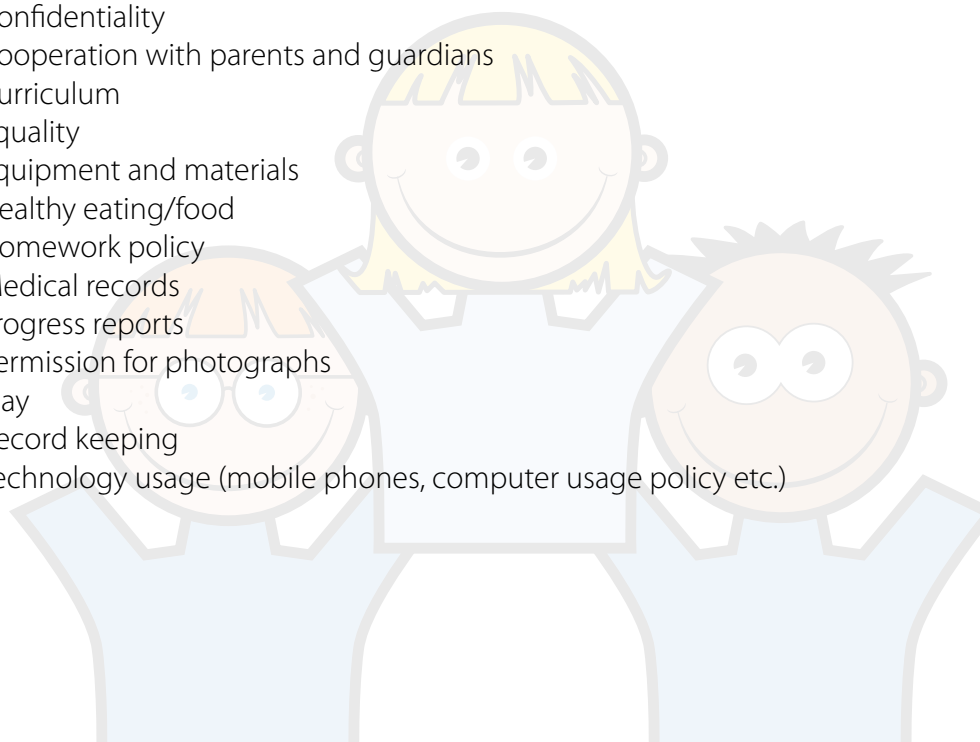 onfidentiality
ooperation with parents and guardians
urriculum
quality
quipment and materials
ealthy eating/food
omework policy
edical records
rogress reports
ermission for photographs
ay
ecord keeping
echnology usage (mobile phones, computer usage policy etc.)